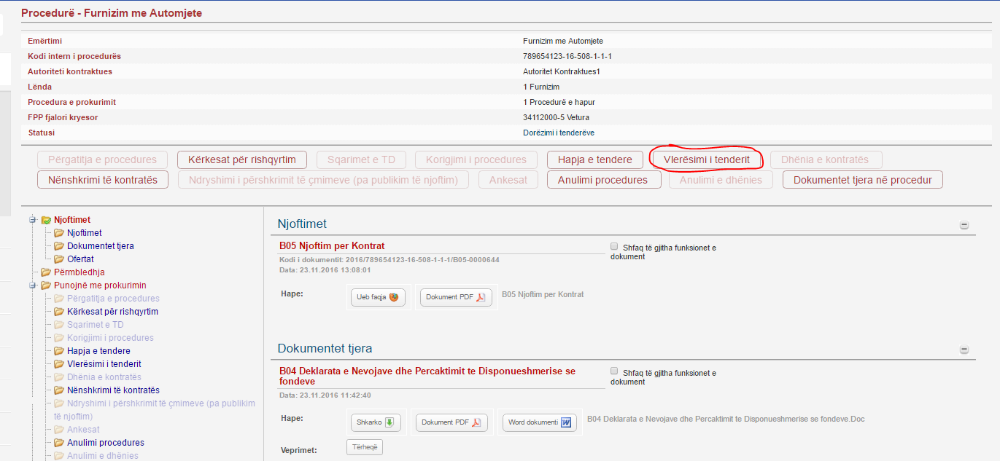 Procedurë - Furnizim me Automjete
Emërtimi Furnizim me Automjete
Kodi intern i procedurës 789654123-16-508-1-1-1
Autoriteti kontraktues Autoritet Kontraktues1
Lënda 1 Furnizim
Procedura e prokurimit 1 Procedurë e hapur
FPP fjalori kryesor 34112000-5 Vetura
Statusi Dorëzimi i tenderëve
Përgatitja e procedures Kërkesat për rishqyrtim Sqarimet e TD Korigjimi i procedures Hapja e tendere Vlerësimi i tenderit Dhënia e kontratës
Nënshkrimi të kontratës Ndryshimi i përshkrimit të çmimeve (pa publikim të njoftim) Ankesat Anulimi procedures Anulimi e dhënies Dokumentet tjera në procedur
Njoftimet
Njoftimet
Dokumentet tjera
Ofertat
Përmbledhja
Punojnë me prokurimin
Përgatitja e procedures
Kërkesat për rishqyrtim
Sqarimet e TD
Korigjimi i procedures
Hapja e tendere
Vlerësimi i tenderit
Dhënia e kontratës
Nënshkrimi të kontratës
Ndryshimi i përshkrimit të çmimeve (pa publikim
të njoftim)
Ankesat
Anulimi procedures
Anulimi e dhënies
Njoftimet
B05 Njoftim per Kontrat
Kodi i dokumentit: 2016/789654123-16-508-1-1-1/B05-0000644
Data: 23.11.2016 13:08:01
Shfaq të gjitha funksionet e
dokument
Hape: Ueb faqja Dokument PDF B05 Njoftim per Kontrat
Dokumentet tjera
B04 Deklarata e Nevojave dhe Percaktimit te Disponueshmerise se
fondeve
Data: 23.11.2016 11:42:40
Shfaq të gjitha funksionet e
dokument
Hape: Shkarko Dokument PDF Word dokumenti B04 Deklarata e Nevojave dhe Percaktimit te Disponueshmerise se fondeve.Doc
Veprimet: Tërheqë